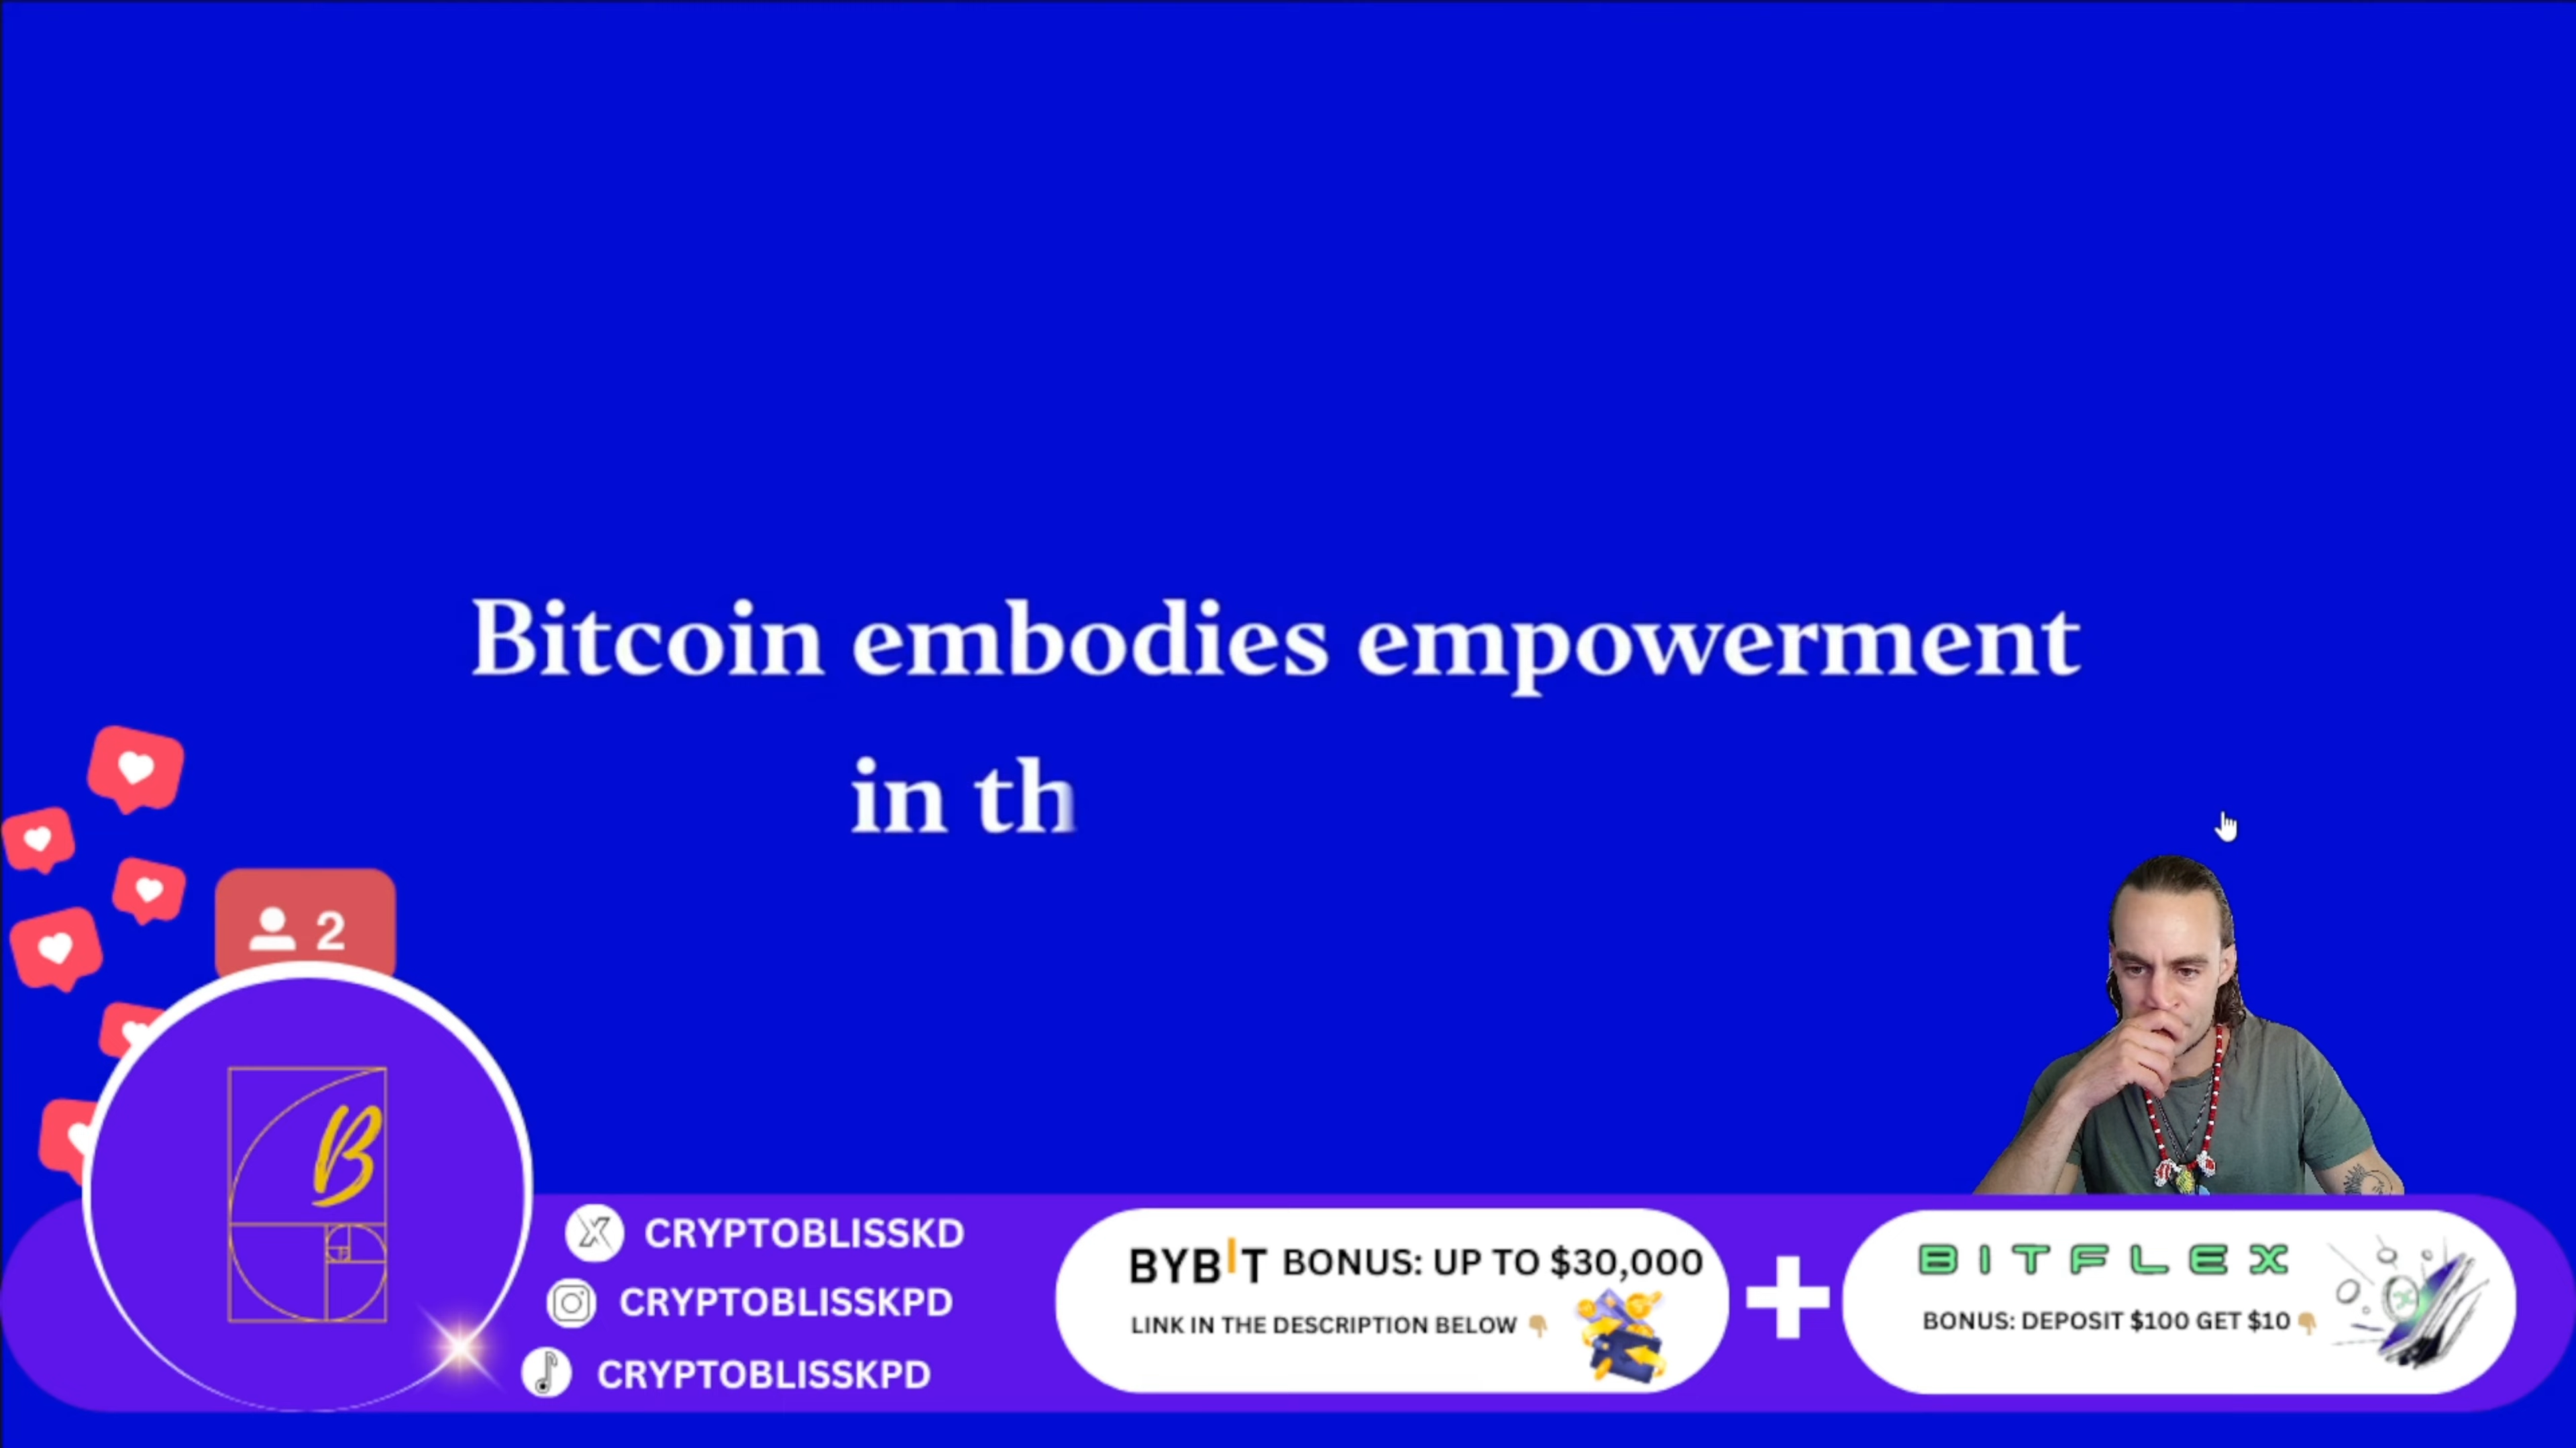 Bitcoin embodies empowerment
in th
2
B
CRYPTOBLISSKD
CRYPTOBLISSKPD
CRYPTOBLISSKPD
BYBIT BONUS: UP TO $30,000
LINK IN THE DESCRIPTION BELOW
BITFLEX
BONUS: DEPOSIT $100 GET $10